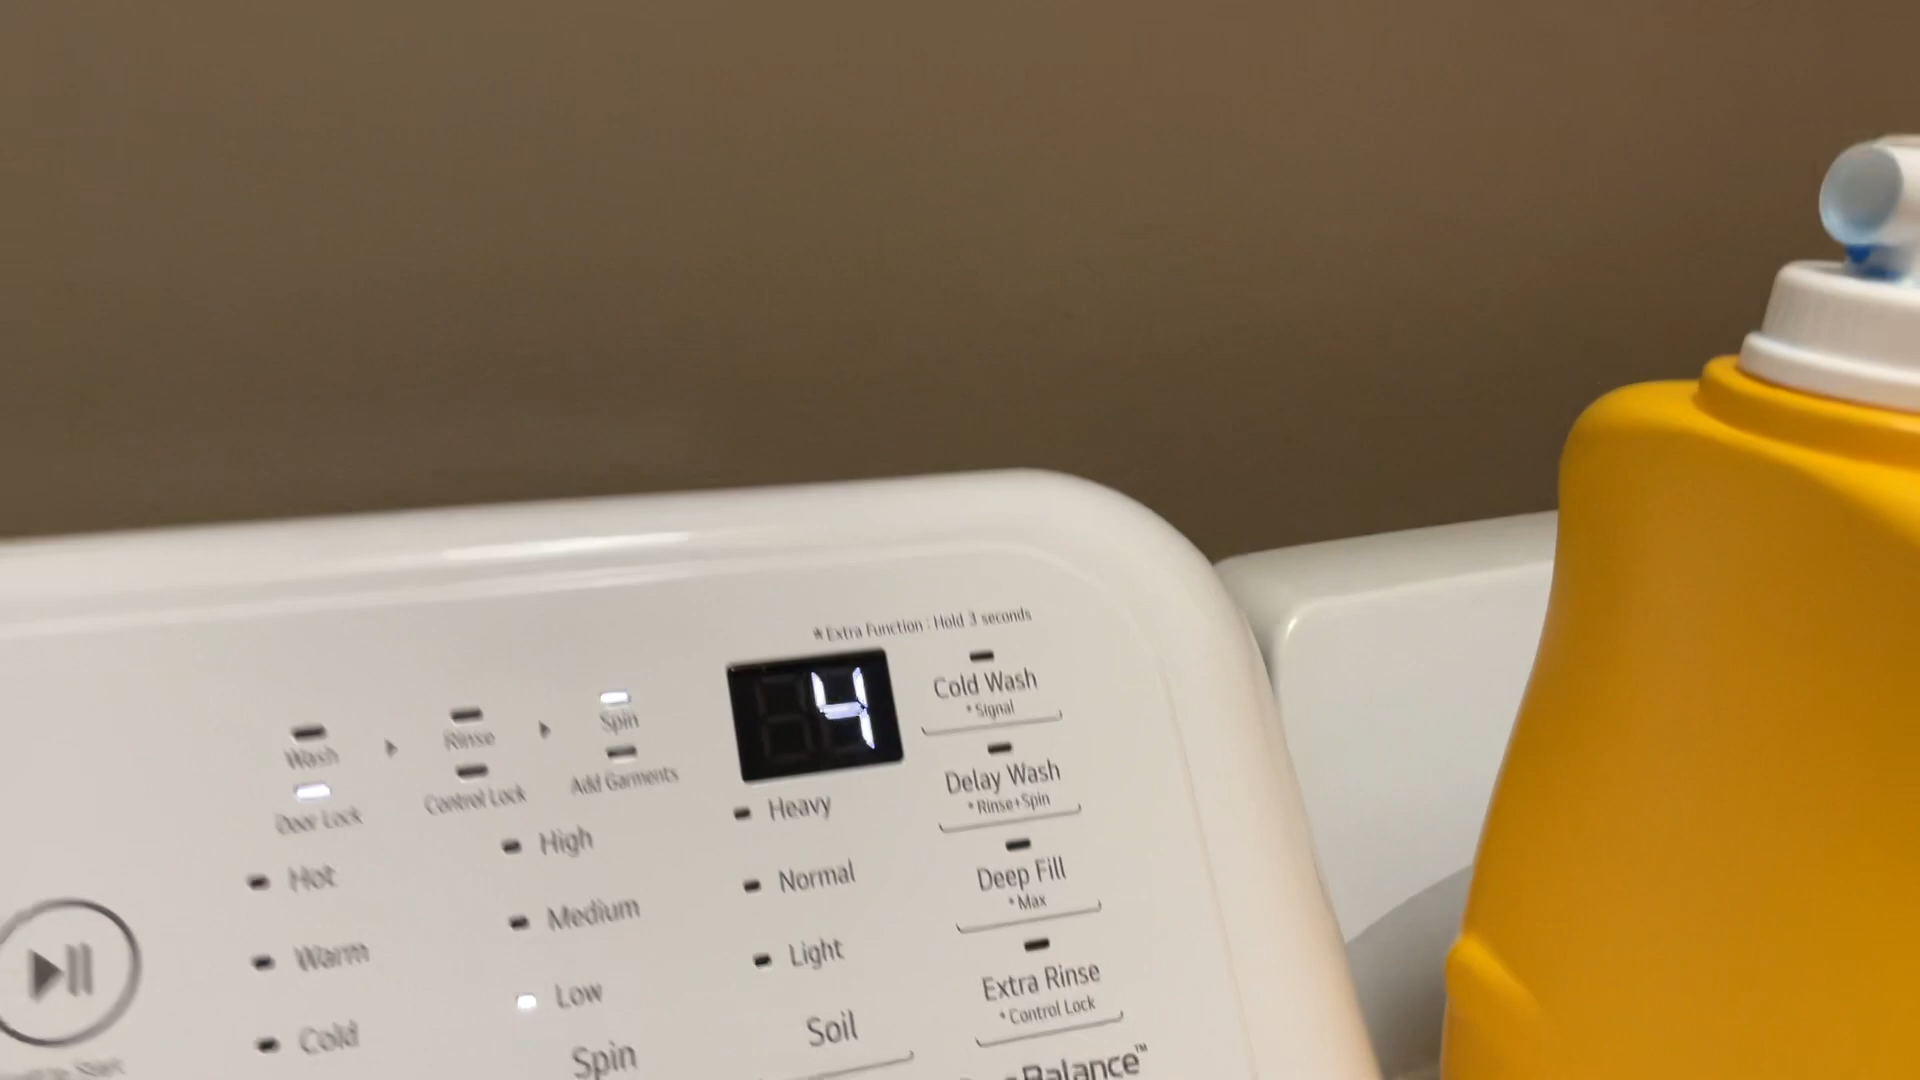 *Extra Function : Hold 3 seconds
4
Cold Wash
*Signal
Wash
Rinse
Spin
Door Lock
Control Lock
Add Garments
Delay Wash
*Rinse+Spin
Hot
High
Heavy
Deep Fill
*Max
Warm
Medium
Normal
Extra Rinse
*Control Lock
Cold
Low
Light
Spin
Soil
Balance™
Start